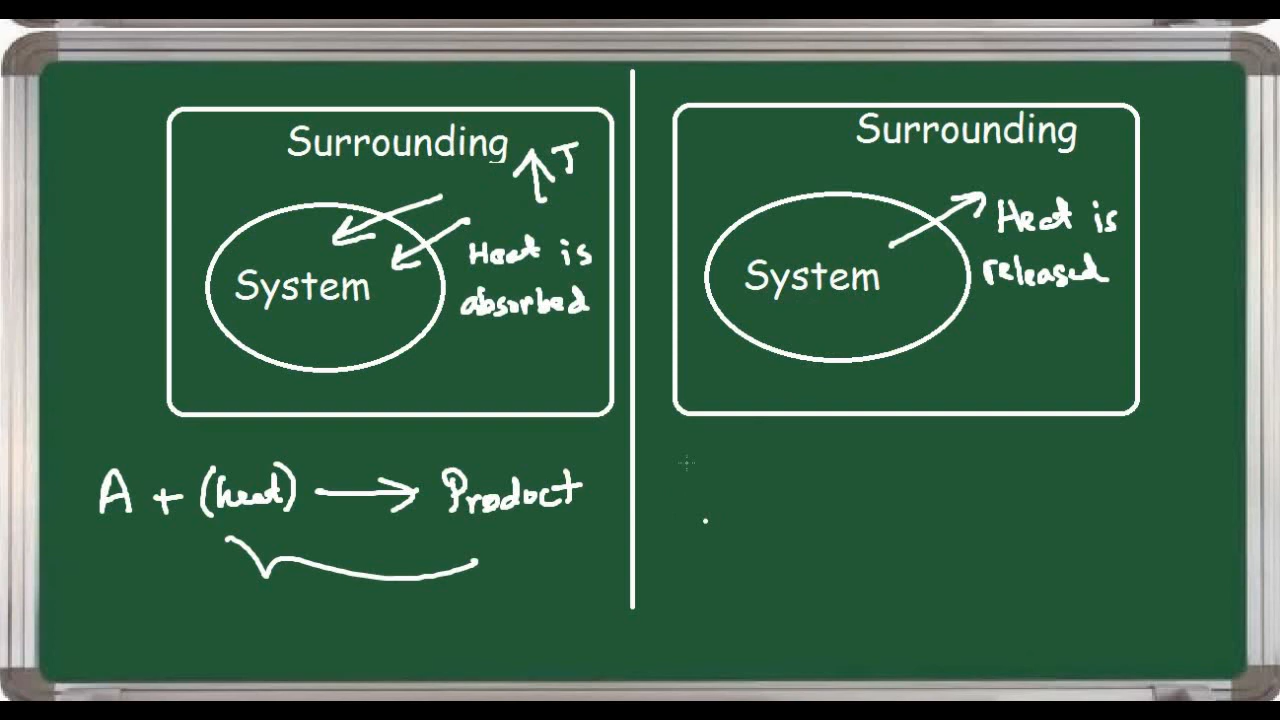 Surrounding
↑ T
System
Heat is
absorbed
A + (heat) ⟶ Product
Surrounding
System
Heat is
released